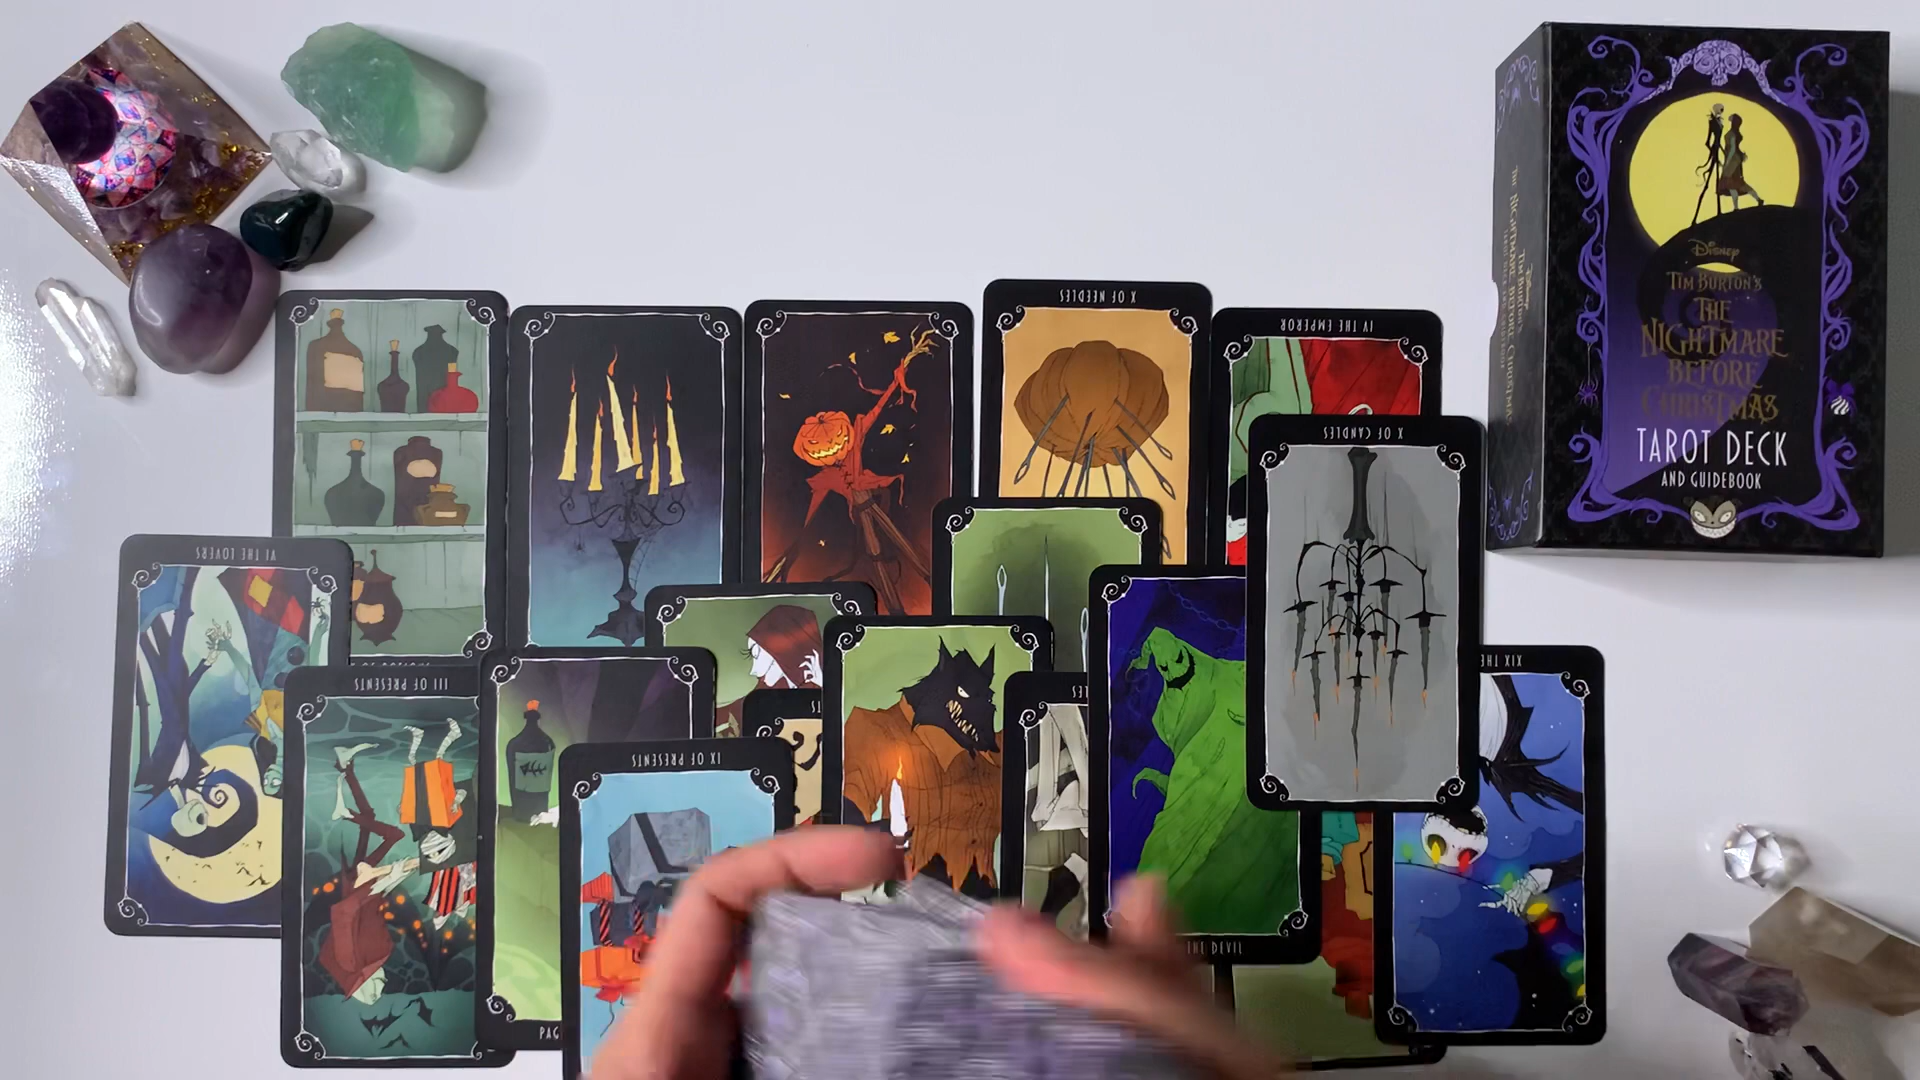 X OF NEEDLES
IV THE EMPEROR
X OF CANDLES
VI THE LOVERS
III OF PRESENTS
IX OF PRESENTS
XIX THE
PAG
THE DEVIL
Disney
TIM BURTON'S
THE
NIGHTMARE
BEFORE
CHRISTMAS
TAROT DECK
AND GUIDEBOOK